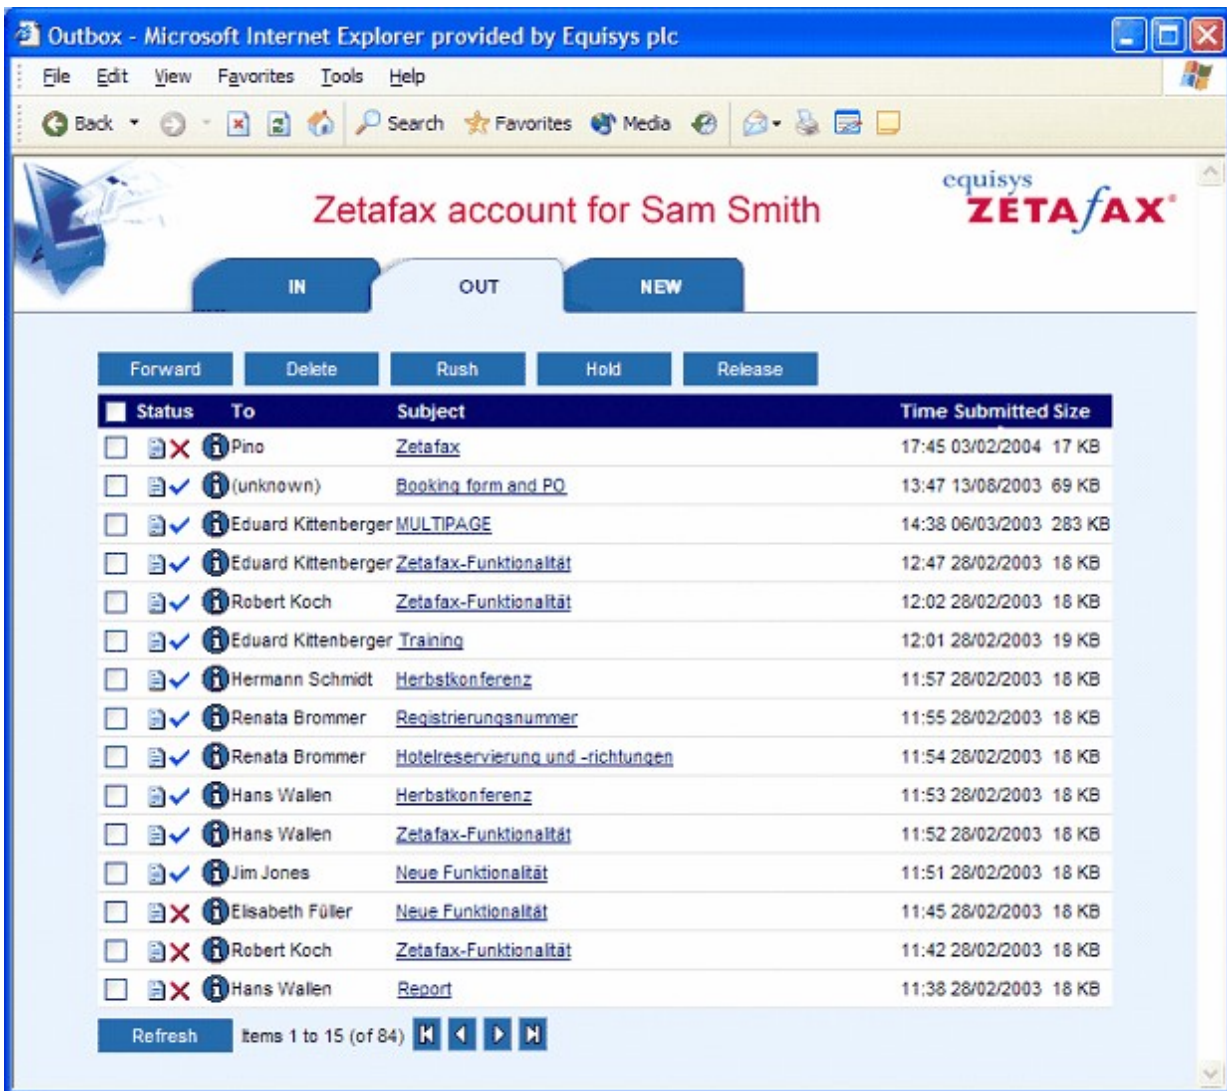 Outbox - Microsoft Internet Explorer provided by Equisys plc
File Edit View Favorites Tools Help
Back Search Favorites Media
Zetafax account for Sam Smith
equisys
ZETAfAX
IN OUT NEW
Forward Delete Rush Hold Release
Status To Subject Time Submitted Size
Pino Zetafax 17:45 03/02/2004 17 KB
(unknown) Booking form and PO 13:47 13/08/2003 69 KB
Eduard Kittenberger MULTIPAGE 14:38 06/03/2003 283 KB
Eduard Kittenberger Zetafax-Funktionalität 12:47 28/02/2003 18 KB
Robert Koch Zetafax-Funktionalität 12:02 28/02/2003 18 KB
Eduard Kittenberger Training 12:01 28/02/2003 19 KB
Hermann Schmidt Herbstkonferenz 11:57 28/02/2003 18 KB
Renata Brommer Registrierungsnummer 11:55 28/02/2003 18 KB
Renata Brommer Hotelreservierung und -richtungen 11:54 28/02/2003 18 KB
Hans Wallen Herbstkonferenz 11:53 28/02/2003 18 KB
Hans Wallen Zetafax-Funktionalität 11:52 28/02/2003 18 KB
Jim Jones Neue Funktionalität 11:51 28/02/2003 18 KB
Elisabeth Füller Neue Funktionalität 11:45 28/02/2003 18 KB
Robert Koch Zetafax-Funktionalität 11:42 28/02/2003 18 KB
Hans Wallen Report 11:38 28/02/2003 18 KB
Refresh Items 1 to 15 (of 84)